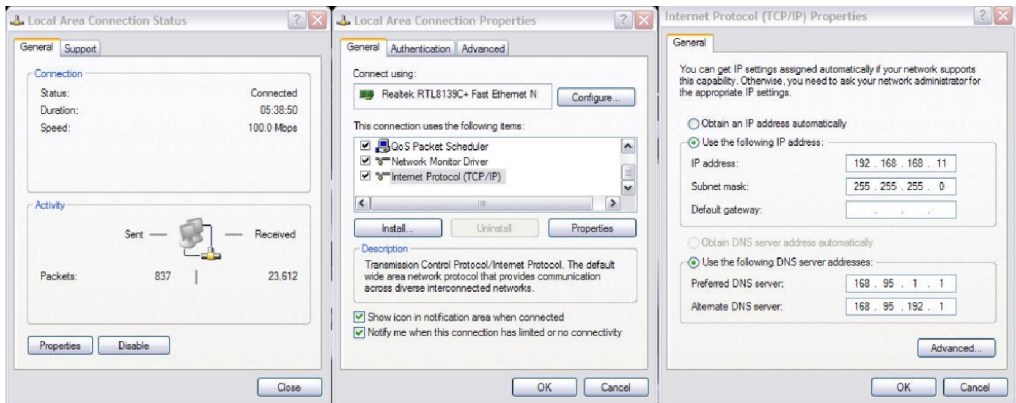 Local Area Connection Status
General Support
Connection
Status: Connected
Duration: 05:38:50
Speed: 100.0 Mbps
Activity
Sent — — Received
Packets: 837 | 23,612
Properties Disable
Close
Local Area Connection Properties
General Authentication Advanced
Connect using:
Realtek RTL8139C+ Fast Ethernet N Configure...
This connection uses the following items:
QoS Packet Scheduler
Network Monitor Driver
Internet Protocol (TCP/IP)
Install... Uninstall Properties
Description
Transmission Control Protocol/Internet Protocol. The default
wide area network protocol that provides communication
across diverse interconnected networks.
Show icon in notification area when connected
Notify me when this connection has limited or no connectivity
OK Cancel
Internet Protocol (TCP/IP) Properties
General
You can get IP settings assigned automatically if your network supports
this capability. Otherwise, you need to ask your network administrator for
the appropriate IP settings.
Obtain an IP address automatically
Use the following IP address:
IP address: 192 . 168 . 168 . 11
Subnet mask: 255 . 255 . 255 . 0
Default gateway: . . .
Obtain DNS server address automatically
Use the following DNS server addresses:
Preferred DNS server: 168 . 95 . 1 . 1
Alternate DNS server: 168 . 95 . 192 . 1
Advanced...
OK Cancel